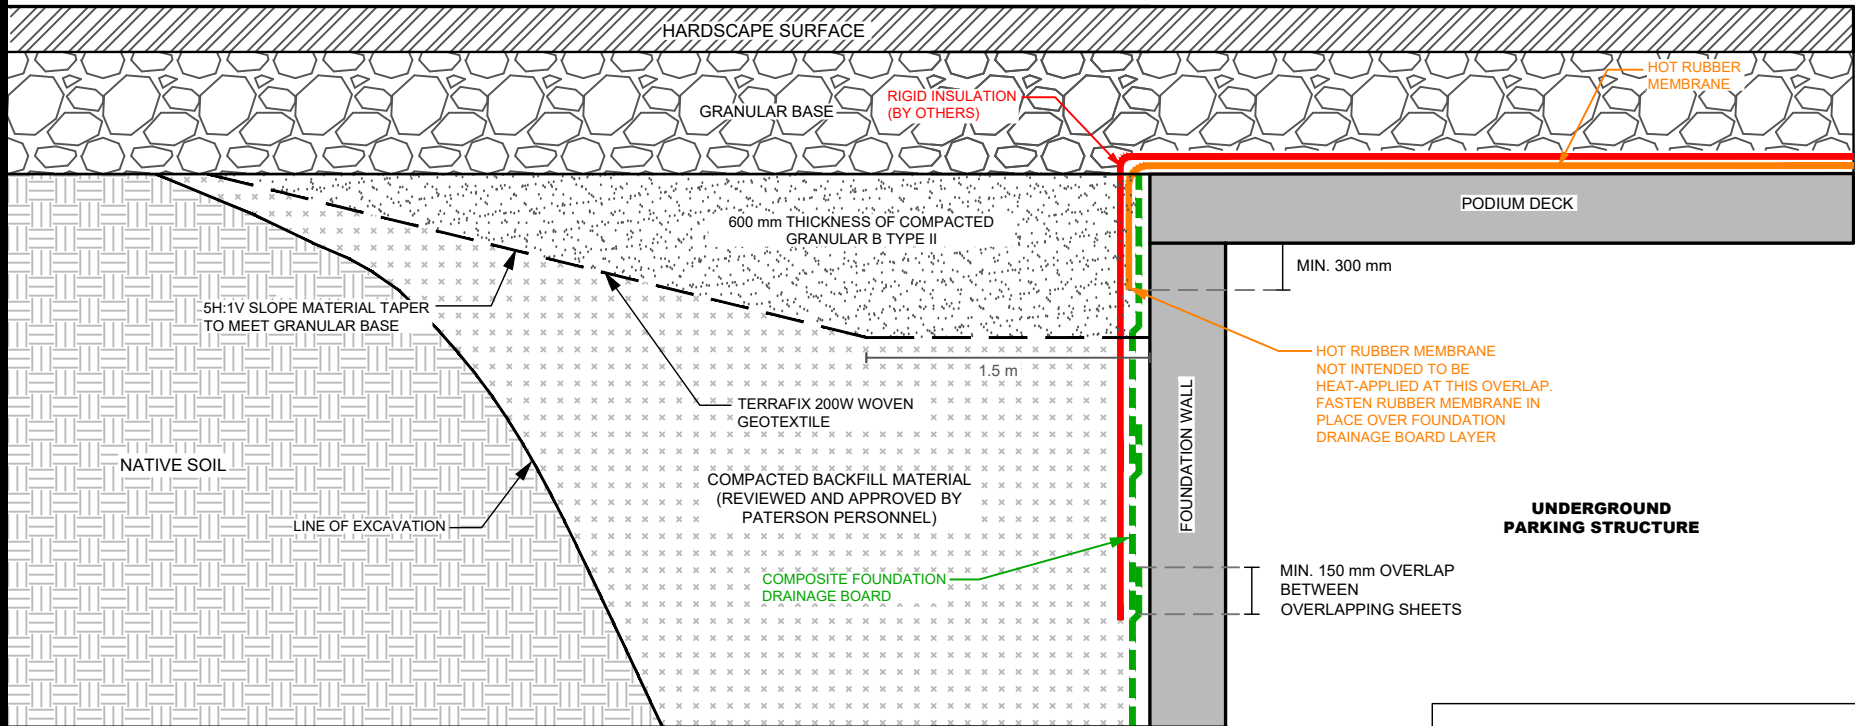 HARDSCAPE SURFACE
HOT RUBBER
MEMBRANE
RIGID INSULATION
(BY OTHERS)
GRANULAR BASE
PODIUM DECK
600 mm THICKNESS OF COMPACTED
GRANULAR B TYPE II
MIN. 300 mm
5H:1V SLOPE MATERIAL TAPER
TO MEET GRANULAR BASE
HOT RUBBER MEMBRANE
NOT INTENDED TO BE
HEAT-APPLIED AT THIS OVERLAP.
FASTEN RUBBER MEMBRANE IN
PLACE OVER FOUNDATION
DRAINAGE BOARD LAYER
1.5 m
TERRAFIX 200W WOVEN
GEOTEXTILE
FOUNDATION WALL
NATIVE SOIL
COMPACTED BACKFILL MATERIAL
(REVIEWED AND APPROVED BY
PATERSON PERSONNEL)
UNDERGROUND
PARKING STRUCTURE
LINE OF EXCAVATION
COMPOSITE FOUNDATION
DRAINAGE BOARD
MIN. 150 mm OVERLAP
BETWEEN
OVERLAPPING SHEETS